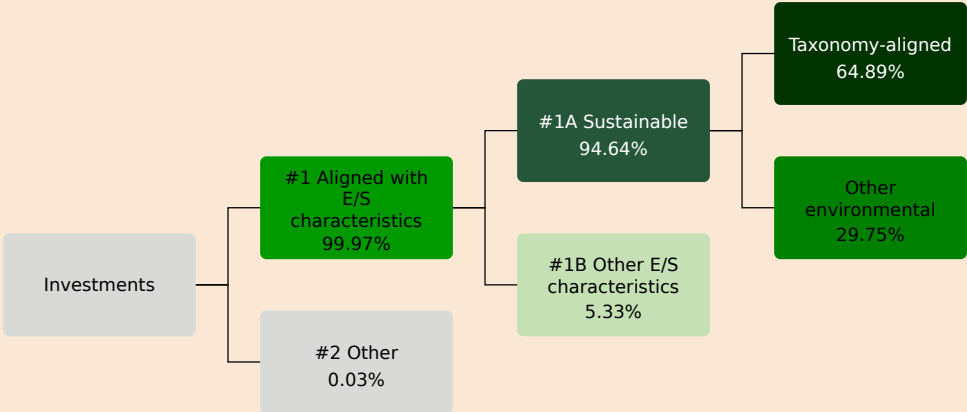 Investments
#1 Aligned with
E/S
characteristics
99.97%
#2 Other
0.03%
#1A Sustainable
94.64%
#1B Other E/S
characteristics
5.33%
Taxonomy-aligned
64.89%
Other
environmental
29.75%